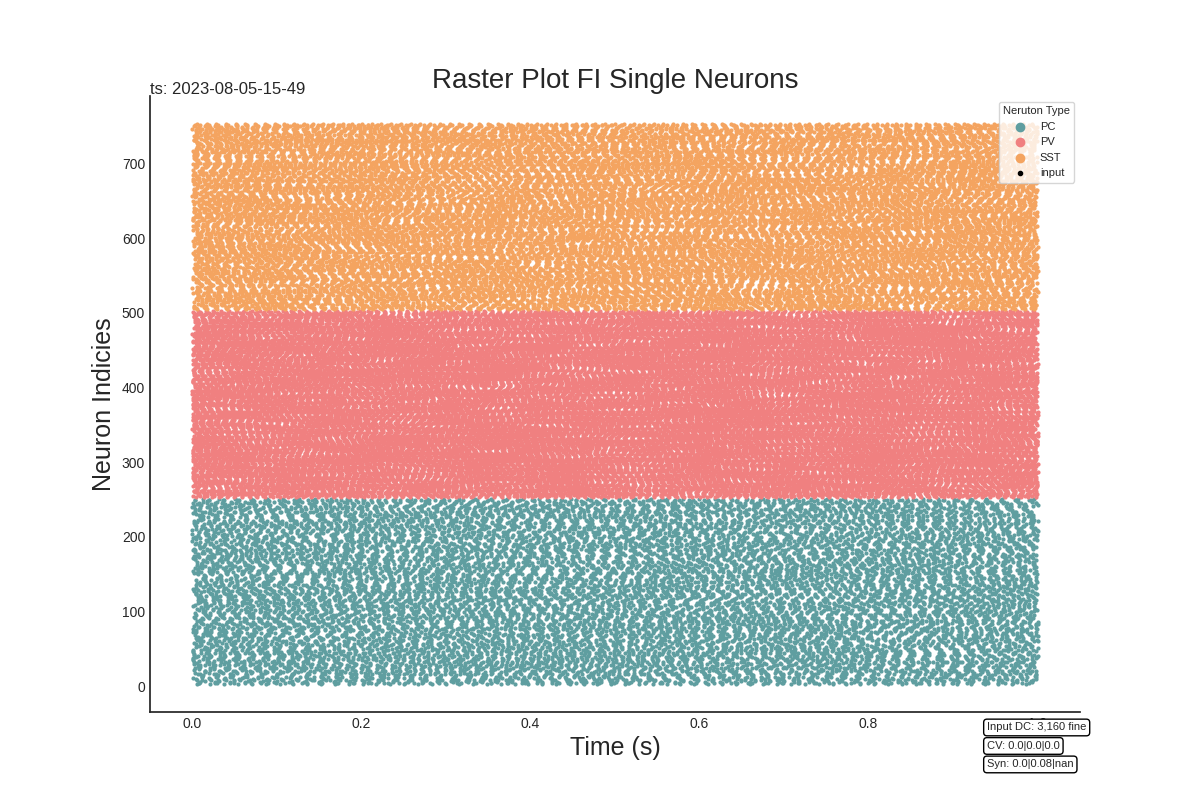 Raster Plot FI Single Neurons
ts: 2023-08-05-15-49
Neruton Type
PC
PV
SST
input
Neuron Indicies
700
600
500
400
300
200
100
0
0.0
0.2
0.4
0.6
0.8
Time (s)
Input DC: 3,160 fine
CV: 0.0|0.0|0.0
Syn: 0.0|0.08|nan